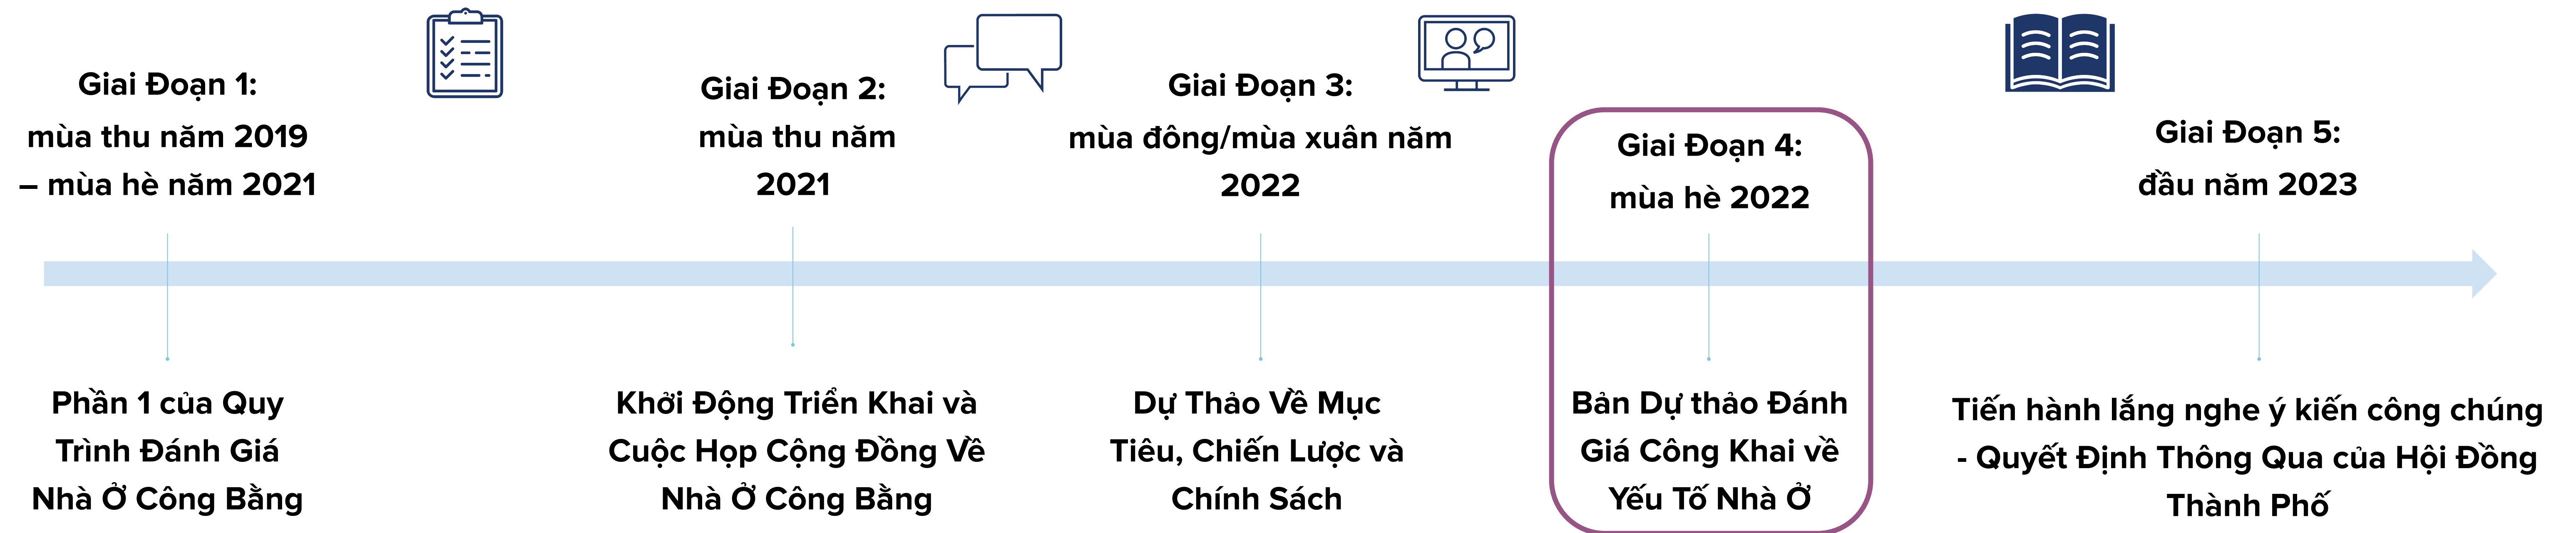 Giai Đoạn 1:
mùa thu năm 2019
– mùa hè năm 2021
Phần 1 của Quy
Trình Đánh Giá
Nhà Ở Công Bằng
Giai Đoạn 2:
mùa thu năm
2021
Khởi Động Triển Khai và
Cuộc Họp Cộng Đồng Về
Nhà Ở Công Bằng
Giai Đoạn 3:
mùa đông/mùa xuân năm
2022
Dự Thảo Về Mục
Tiêu, Chiến Lược và
Chính Sách
Giai Đoạn 4:
mùa hè 2022
Bản Dự thảo Đánh
Giá Công Khai về
Yếu Tố Nhà Ở
Giai Đoạn 5:
đầu năm 2023
Tiến hành lắng nghe ý kiến công chúng
- Quyết Định Thông Qua của Hội Đồng
Thành Phố